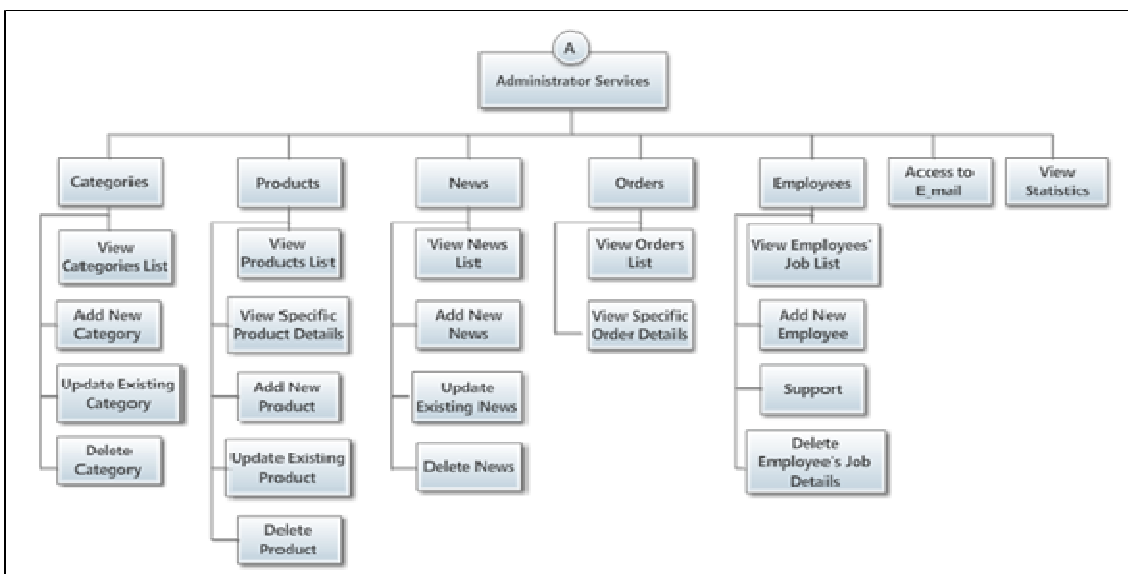 A
Administrator Services
Categories
Products
News
Orders
Employees
Access to
E_mail
View
Statistics
View
Categories List
Add New
Category
Update Existing
Category
Delete
Category
View
Products List
View Specific
Product Details
Add New
Product
Update Existing
Product
Delete
Product
View News
List
Add New
News
Update
Existing News
Delete News
View Orders
List
View Specific
Order Details
View Employees'
Job List
Add New
Employee
Support
Delete
Employee's Job
Details